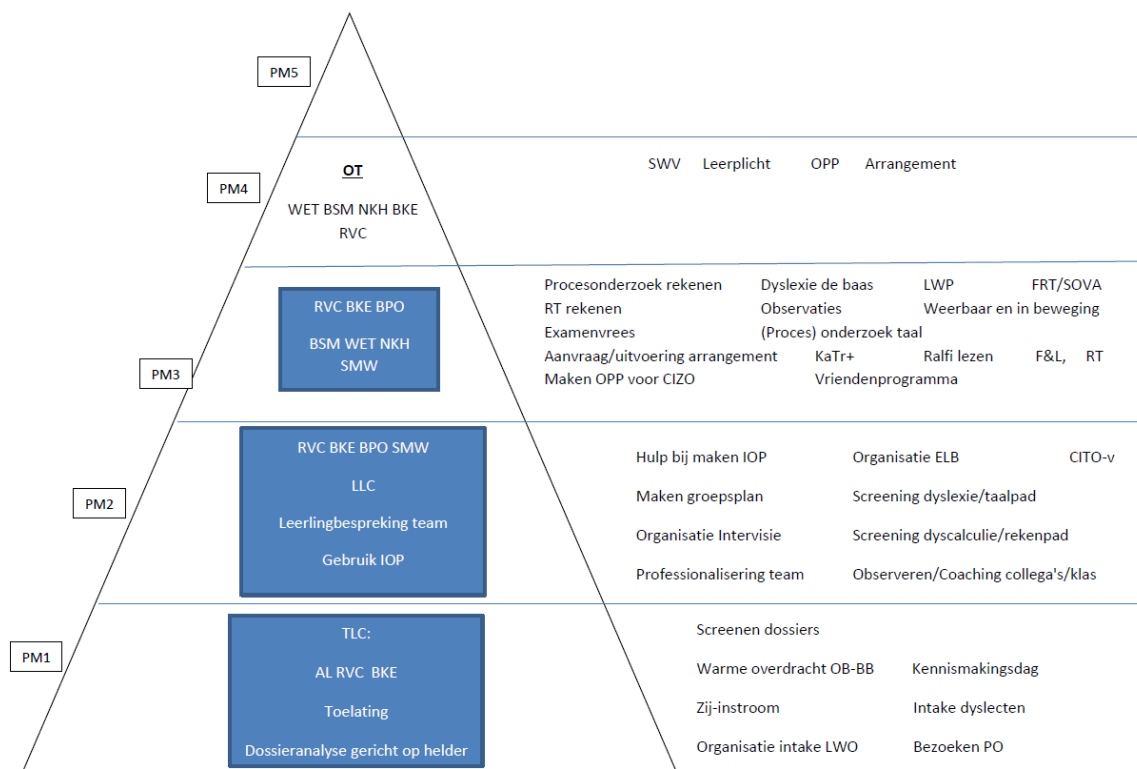 PM5
PM4
OT
WET BSM NKH BKE
RVC
SWV Leerplicht OPP Arrangement
PM3
RVC BKE BPO
BSM WET NKH
SMW
Procesonderzoek rekenen Dyslexie de baas LWP FRT/SOVA
RT rekenen Observaties Weerbaar en in beweging
Examenvrees (Proces) onderzoek taal
Aanvraag/uitvoering arrangement KaTr+ Ralfi lezen F&L, RT
Maken OPP voor CIZO Vriendenprogramma
PM2
RVC BKE BPO SMW
LLC
Leerlingbespreking team
Gebruik IOP
Hulp bij maken IOP Organisatie ELB CITO-v
Maken groepsplan Screening dyslexie/taalpad
Organisatie Intervisie Screening dyscalculie/rekenpad
Professionalisering team Observeren/Coaching collega's/klas
PM1
TLC:
AL RVC BKE
Toelating
Dossieranalyse gericht op helder
Screenen dossiers
Warme overdracht OB-BB Kennismakingsdag
Zij-instroom Intake dyslecten
Organisatie intake LWO Bezoeken PO